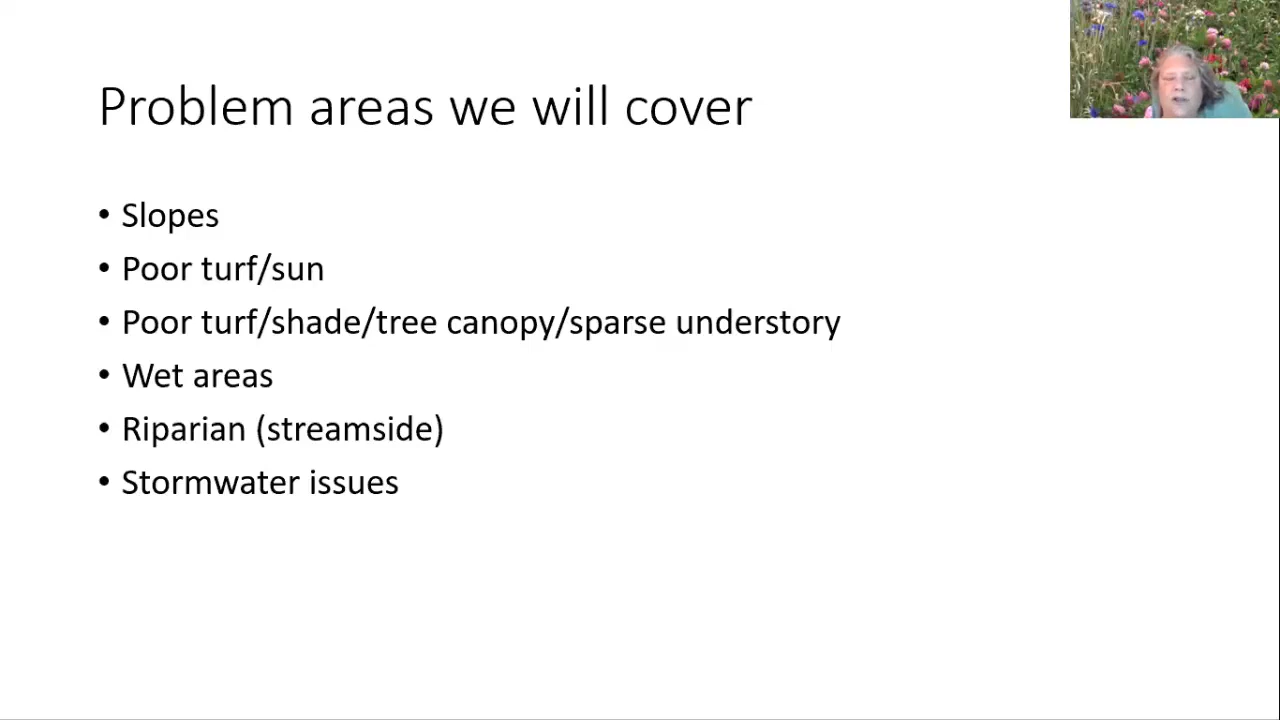 Problem areas we will cover
• Slopes
• Poor turf/sun
• Poor turf/shade/tree canopy/sparse understory
• Wet areas
• Riparian (streamside)
• Stormwater issues